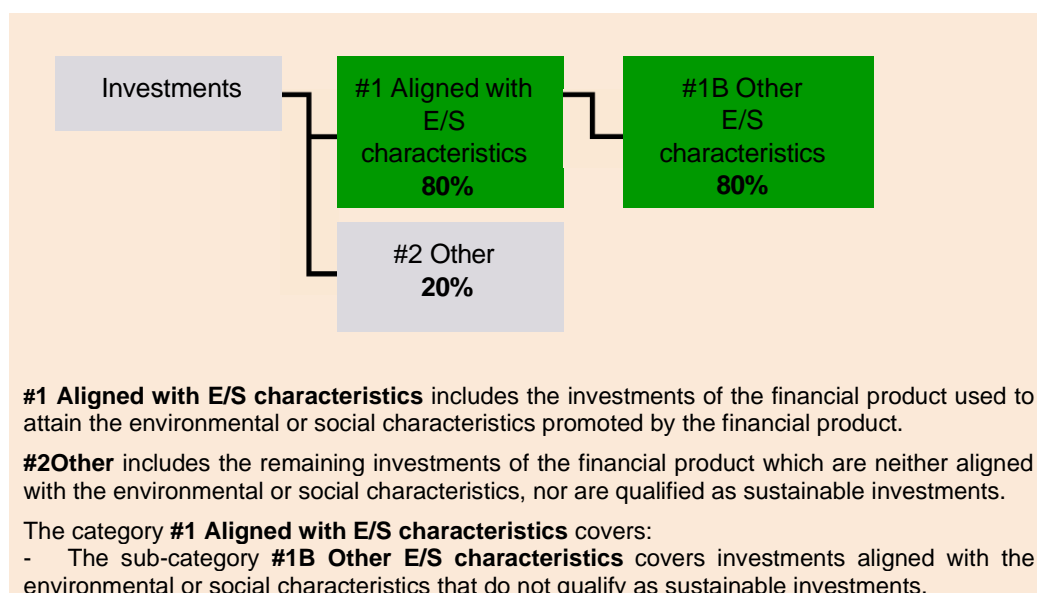 Investments
#1 Aligned with
E/S
characteristics
80%
#1B Other
E/S
characteristics
80%
#2 Other
20%
#1 Aligned with E/S characteristics includes the investments of the financial product used to
attain the environmental or social characteristics promoted by the financial product.
#2Other includes the remaining investments of the financial product which are neither aligned
with the environmental or social characteristics, nor are qualified as sustainable investments.
The category #1 Aligned with E/S characteristics covers:
- The sub-category #1B Other E/S characteristics covers investments aligned with the
environmental or social characteristics that do not qualify as sustainable investments.